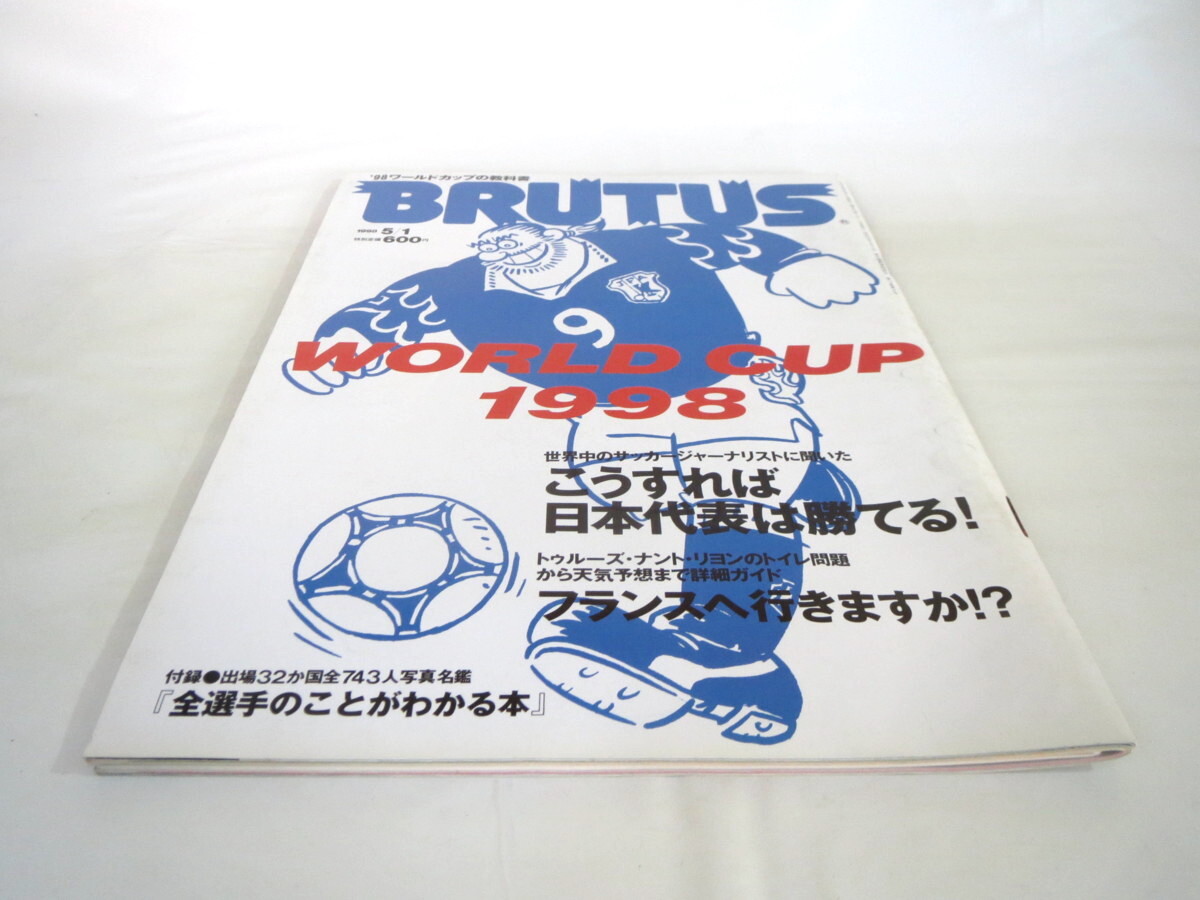 '98ワールドカップの教科書
BRUTUS
1998 5/1
特別定価600円
9
WORLD CUP
1998
世界中のサッカージャーナリストに聞いた
こうすれば
日本代表は勝てる!
トゥルーズ・ナント・リヨンのトイレ問題
から天気予想まで詳細ガイド
フランスへ行きますか!?
付録●出場32か国全743人写真名鑑
『全選手のことがわかる本』